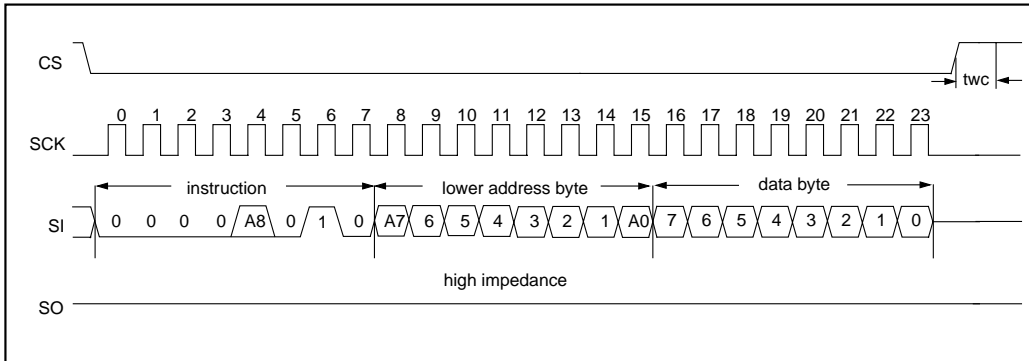 CS
twc
0 1 2 3 4 5 6 7 8 9 10 11 12 13 14 15 16 17 18 19 20 21 22 23
SCK
instruction lower address byte data byte
SI 0 0 0 0 A8 0 1 0 A7 6 5 4 3 2 1 A0 7 6 5 4 3 2 1 0
high impedance
SO